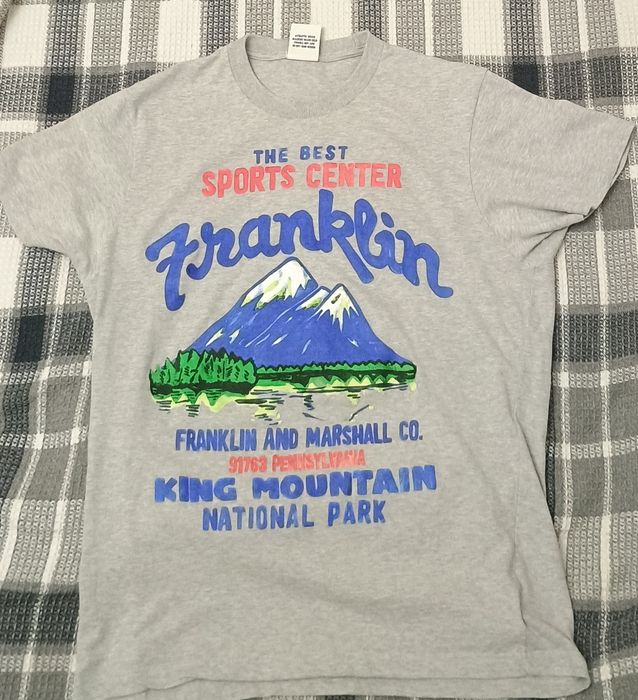 THE BEST
SPORTS CENTER
Franklin
FRANKLIN AND MARSHALL CO.
91763 PENNSYLVANIA
KING MOUNTAIN
NATIONAL PARK